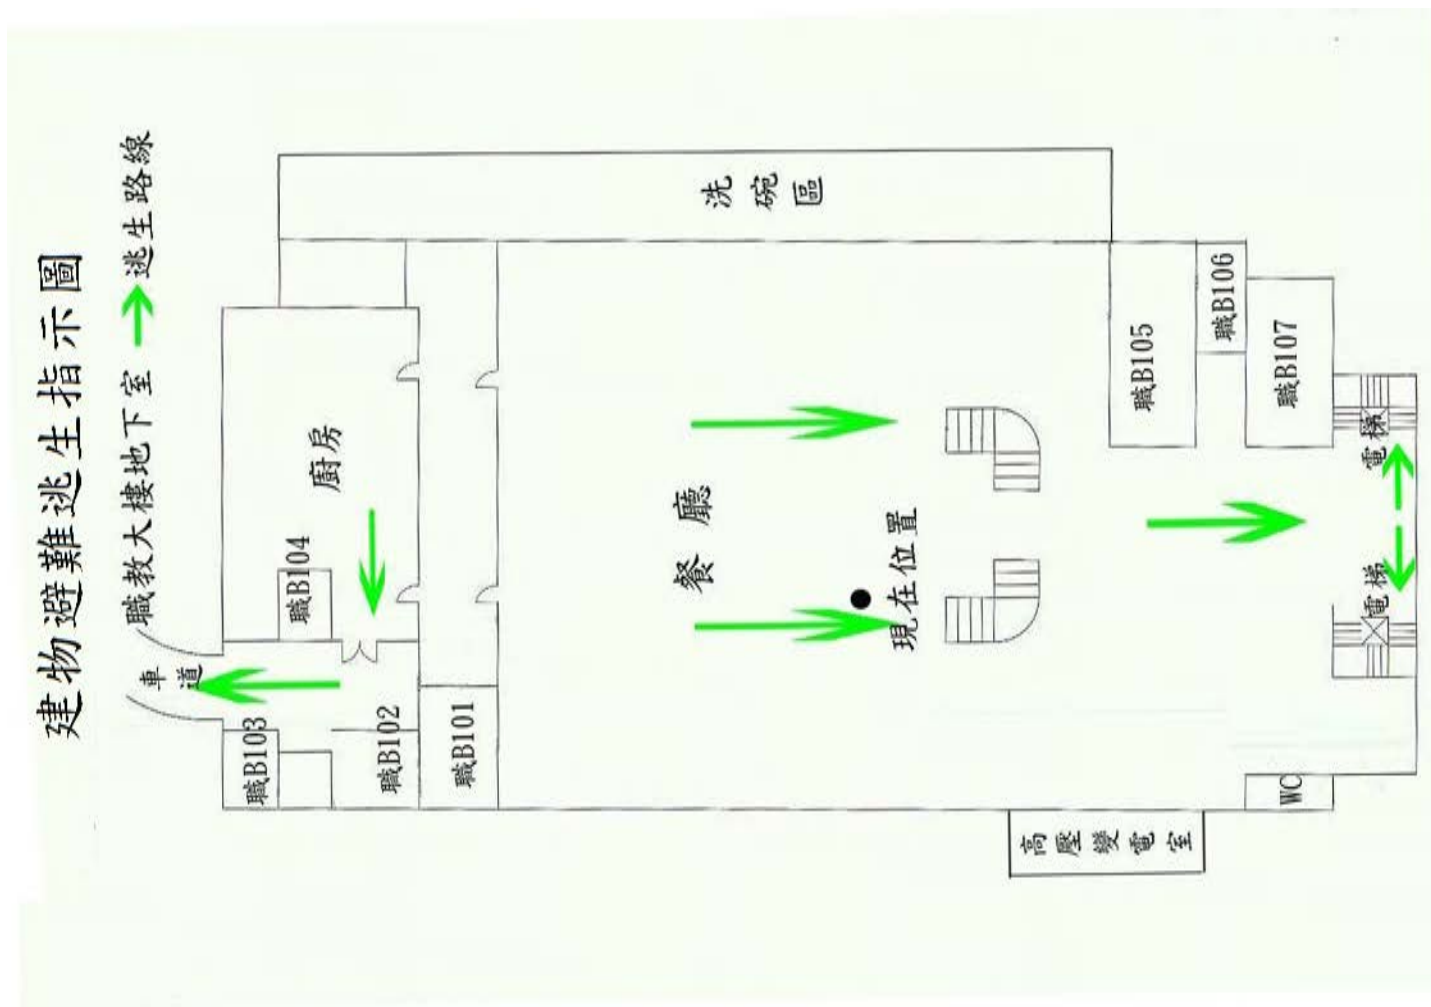 建物避難逃生指示圖
職教大樓地下室 → 逃生路線
車道
職B103
職B104
廚房
職B102
職B101
洗碗區
餐廳
現在位置
職B105
職B106
職B107
電梯
電梯
WC
高壓變電室